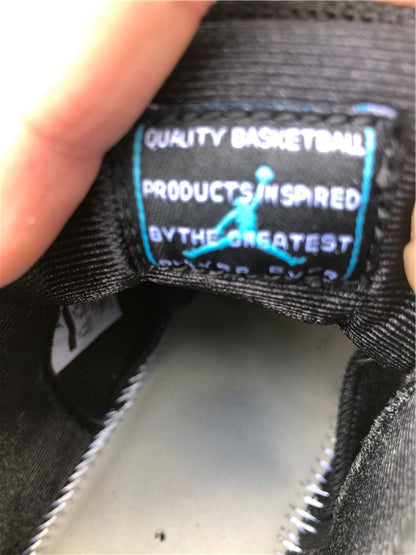 QUALITY BASKETBALL
PRODUCTS INSPIRED
BY THE GREATEST